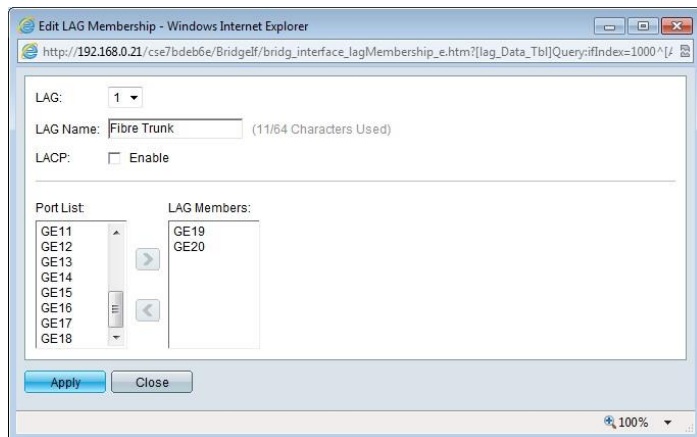 Edit LAG Membership - Windows Internet Explorer
http://192.168.0.21/cse7bdeb6e/BridgeIf/bridg_interface_lagMembership_e.htm?[lag_Data_Tbl]Query:ifIndex=1000^[/
LAG: 1
LAG Name: Fibre Trunk (11/64 Characters Used)
LACP: Enable
Port List: LAG Members:
GE11 GE19
GE12 GE20
GE13
GE14
GE15
GE16
GE17
GE18
Apply Close
100%